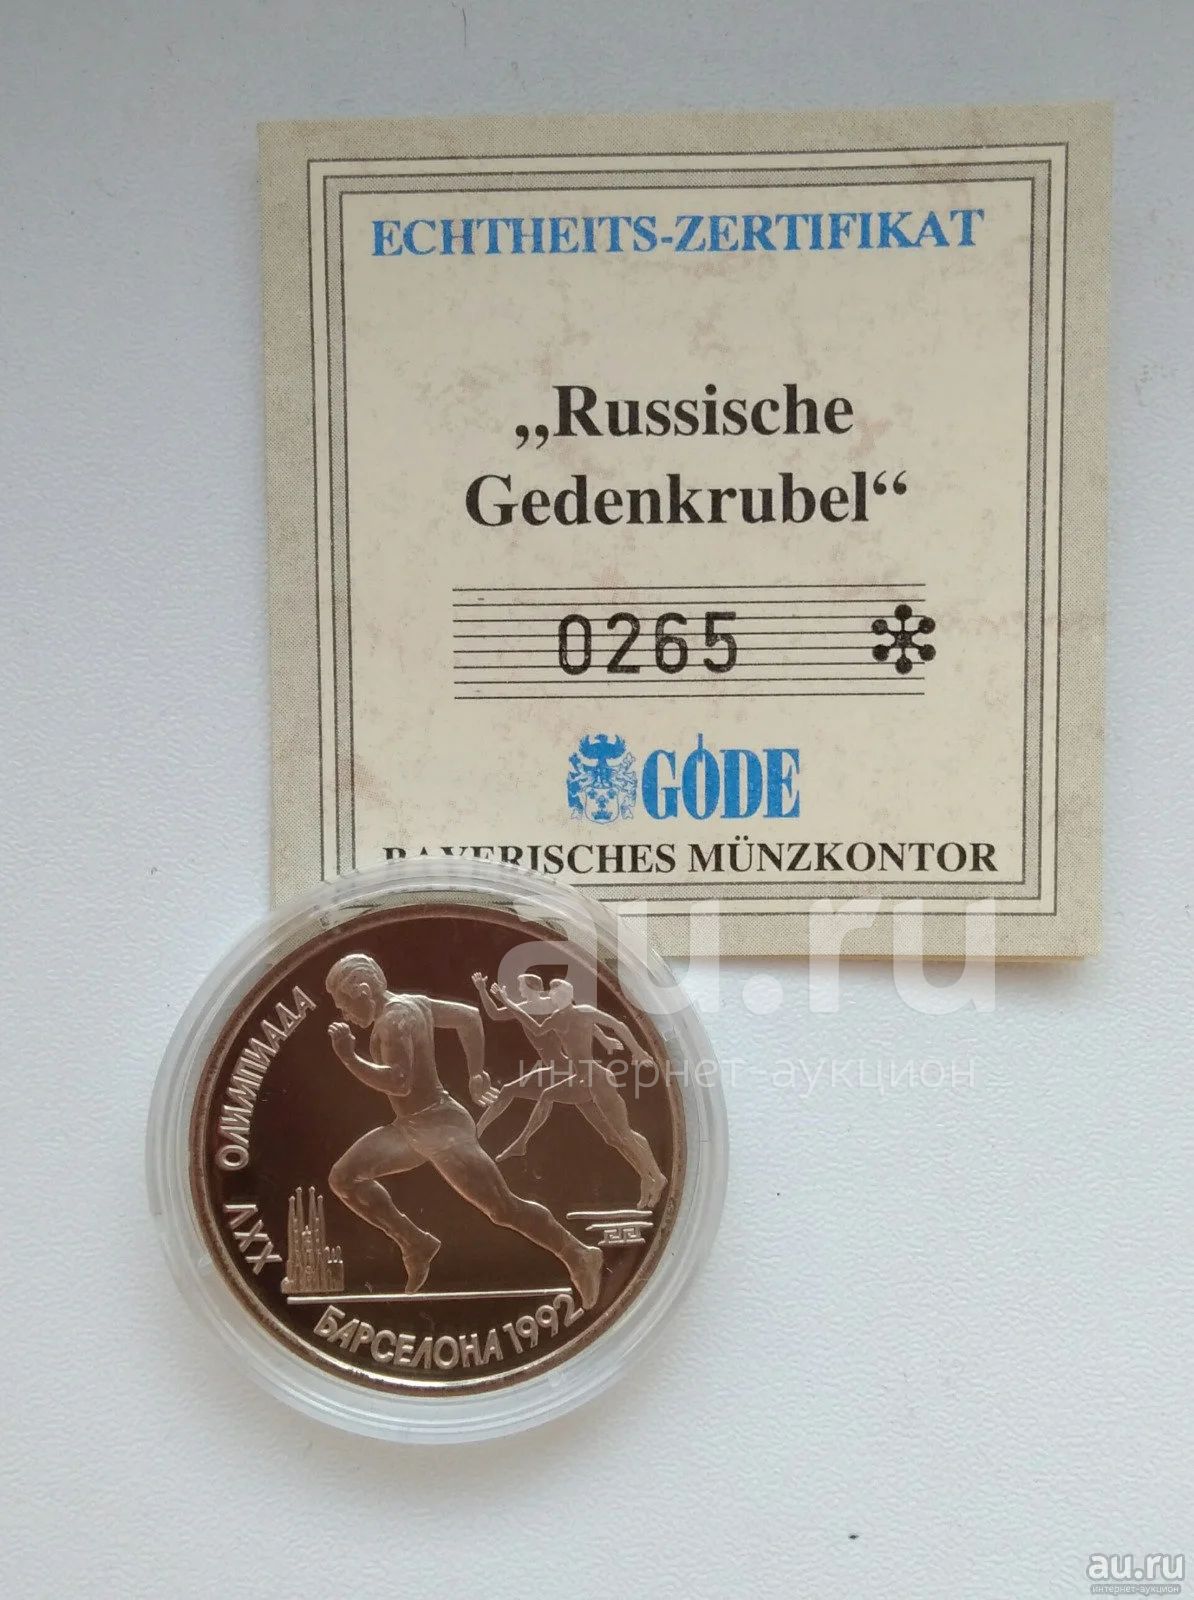 ECHTHEITS-ZERTIFIKAT
„Russische
Gedenkrubel“
0265
GÖDE
BAYERISCHES MÜNZKONTOR
au.ru
интернет-аукцион
XXV ОЛИМПИАДА
БАРСЕЛОНА 1992
au.ru
интернет-аукцион